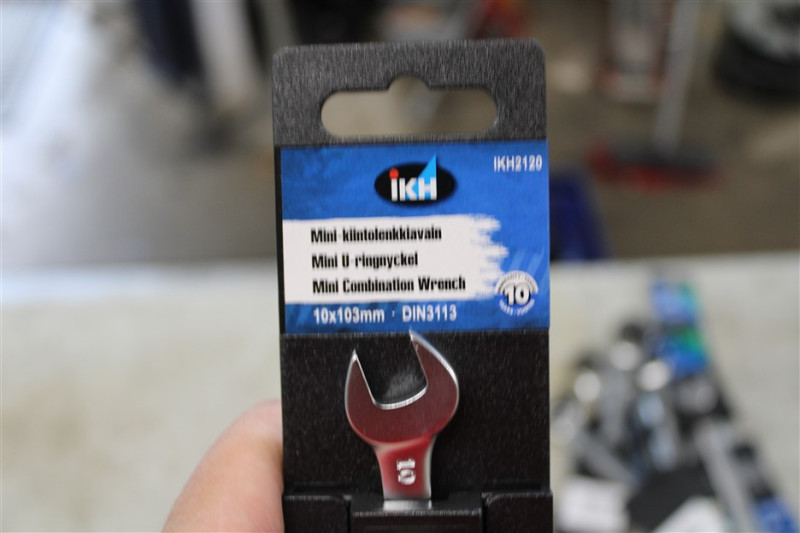 IKH
IKH2120
Mini-kiintolenkkiavain
Mini U-ringnyckel
Mini Combination Wrench
10
10x103mm · DIN3113
10